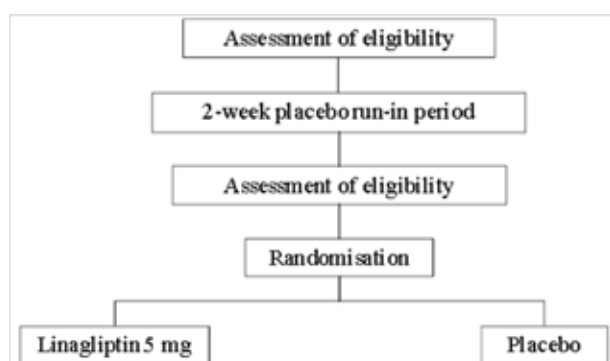 Assessment of eligibility
2-week placebo run-in period
Assessment of eligibility
Randomisation
Linagliptin 5 mg
Placebo